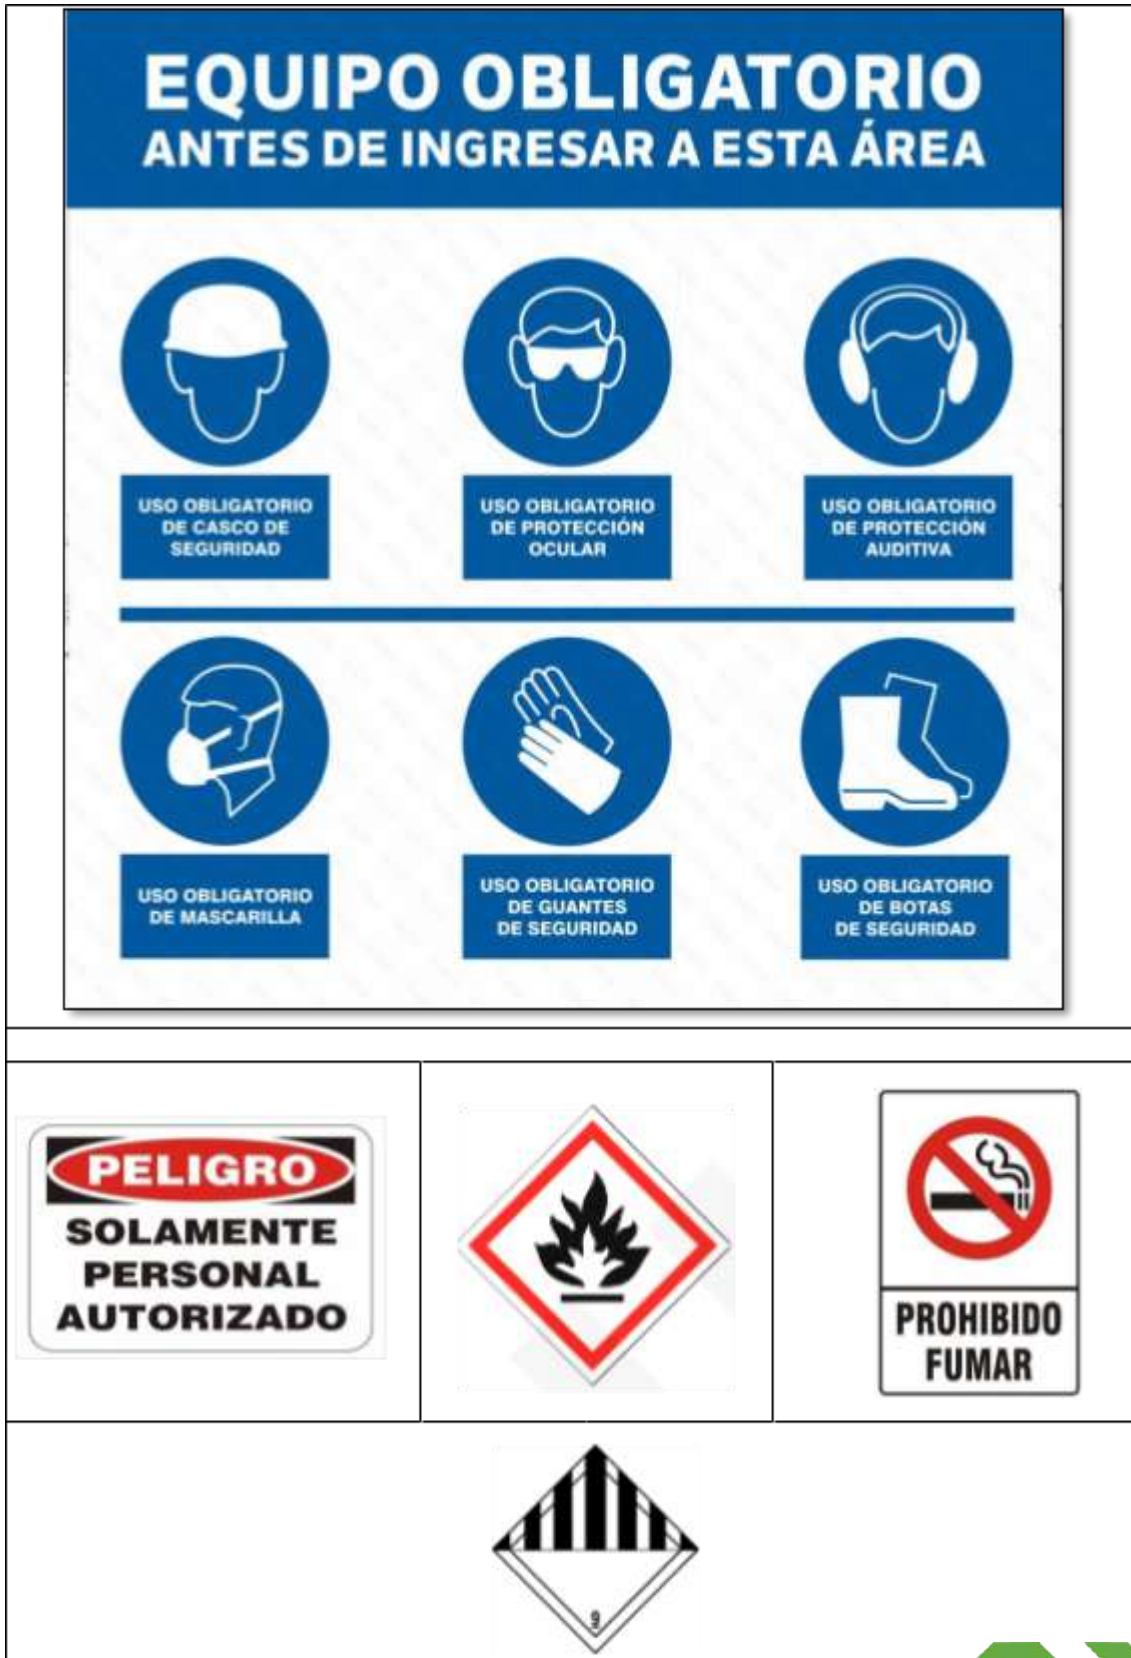 EQUIPO OBLIGATORIO
ANTES DE INGRESAR A ESTA ÁREA
USO OBLIGATORIO
DE CASCO DE
SEGURIDAD
USO OBLIGATORIO
DE PROTECCIÓN
OCULAR
USO OBLIGATORIO
DE PROTECCIÓN
AUDITIVA
USO OBLIGATORIO
DE MASCARILLA
USO OBLIGATORIO
DE GUANTES
DE SEGURIDAD
USO OBLIGATORIO
DE BOTAS
DE SEGURIDAD
PELIGRO
SOLAMENTE
PERSONAL
AUTORIZADO
PROHIBIDO
FUMAR